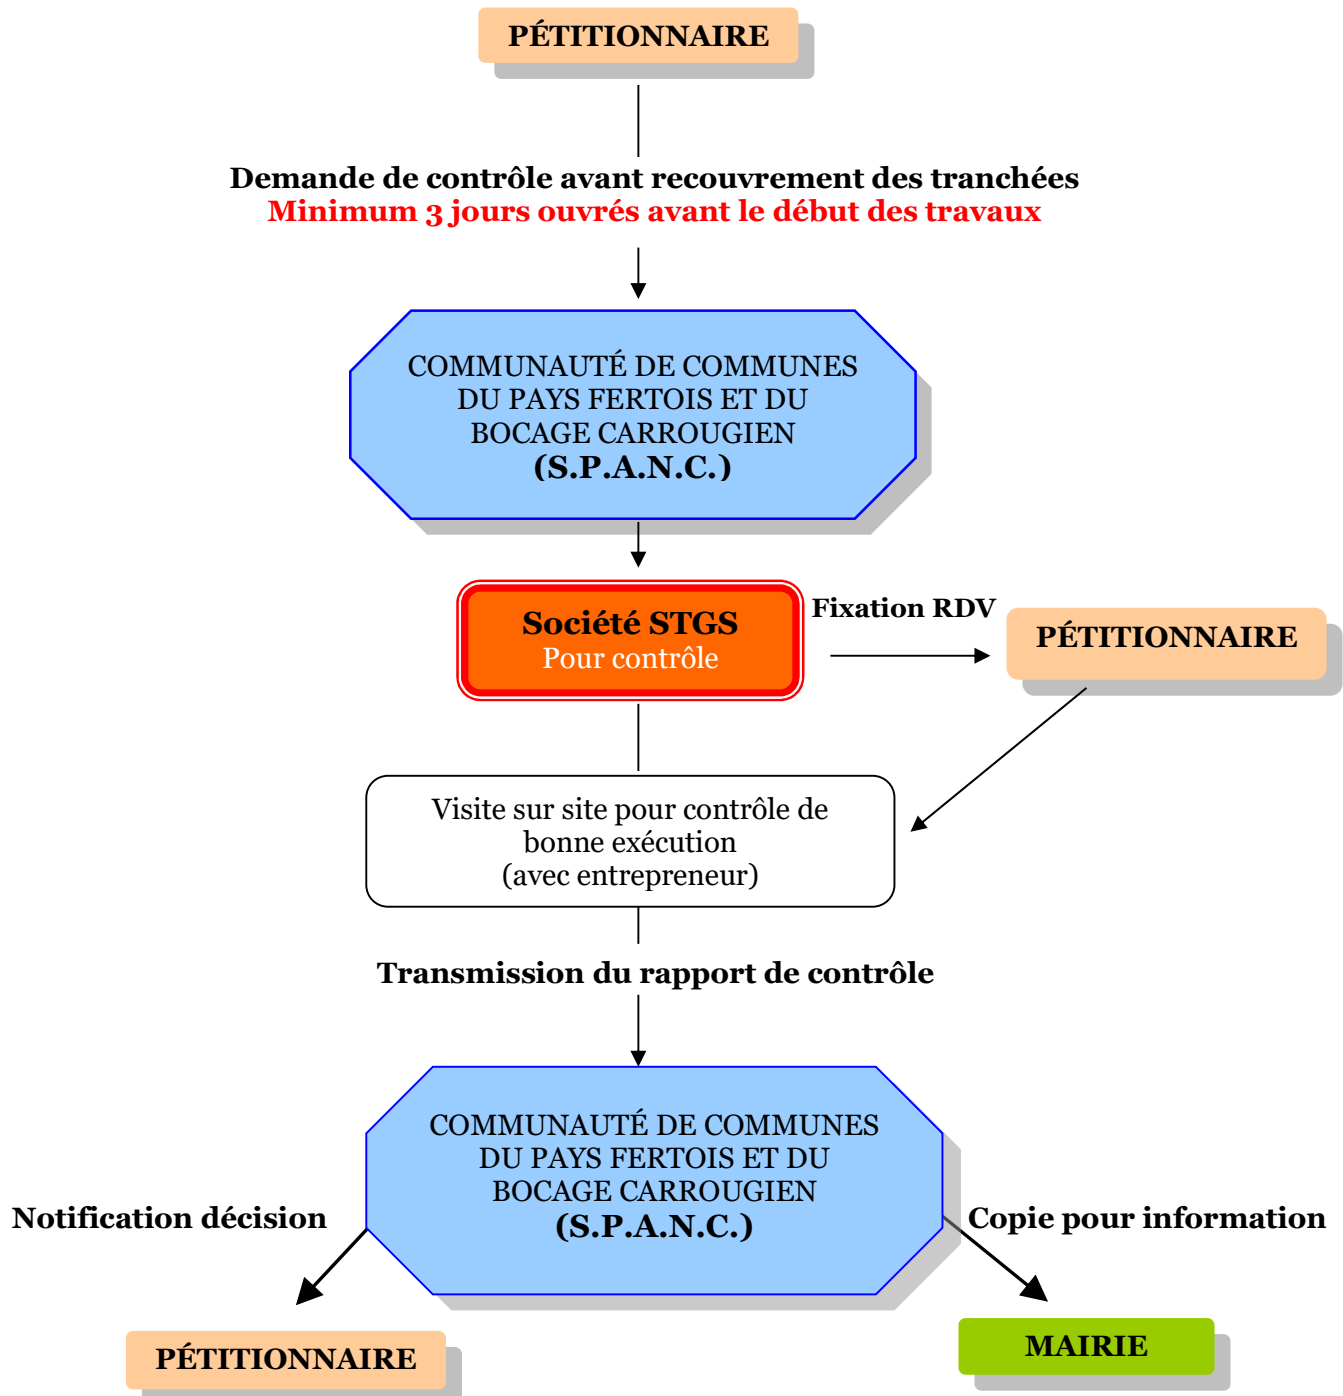 PÉTITIONNAIRE
Demande de contrôle avant recouvrement des tranchées
Minimum 3 jours ouvrés avant le début des travaux
COMMUNAUTÉ DE COMMUNES
DU PAYS FERTOIS ET DU
BOCAGE CARROUGIEN
(S.P.A.N.C.)
Société STGS
Pour contrôle
Fixation RDV
PÉTITIONNAIRE
Visite sur site pour contrôle de
bonne exécution
(avec entrepreneur)
Transmission du rapport de contrôle
COMMUNAUTÉ DE COMMUNES
DU PAYS FERTOIS ET DU
BOCAGE CARROUGIEN
(S.P.A.N.C.)
Notification décision
Copie pour information
PÉTITIONNAIRE
MAIRIE